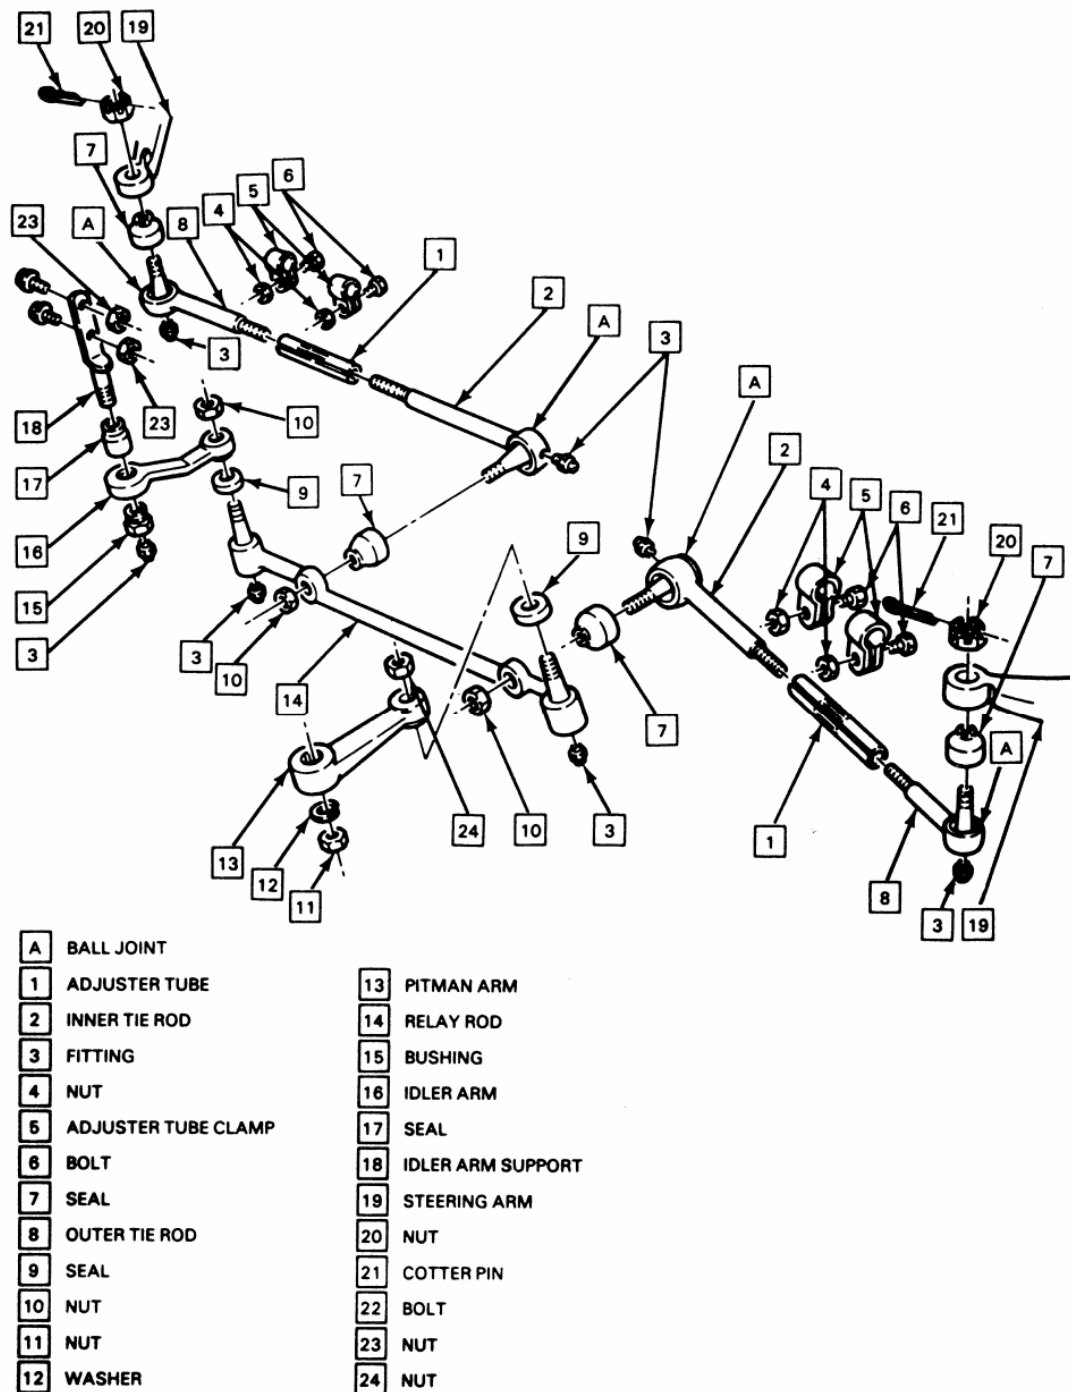 21 20 19
7
6
5
4
23 A 8
1
2
A
3
3
A
10
18 23
2
7
4
17 9 5
6
21
9 20
16 7
15
3 3
10
14
7
A
24 10 3 1
13
12
8
11
3 19
A BALL JOINT
1 ADJUSTER TUBE
2 INNER TIE ROD
3 FITTING
4 NUT
5 ADJUSTER TUBE CLAMP
6 BOLT
7 SEAL
8 OUTER TIE ROD
9 SEAL
10 NUT
11 NUT
12 WASHER
13 PITMAN ARM
14 RELAY ROD
15 BUSHING
16 IDLER ARM
17 SEAL
18 IDLER ARM SUPPORT
19 STEERING ARM
20 NUT
21 COTTER PIN
22 BOLT
23 NUT
24 NUT